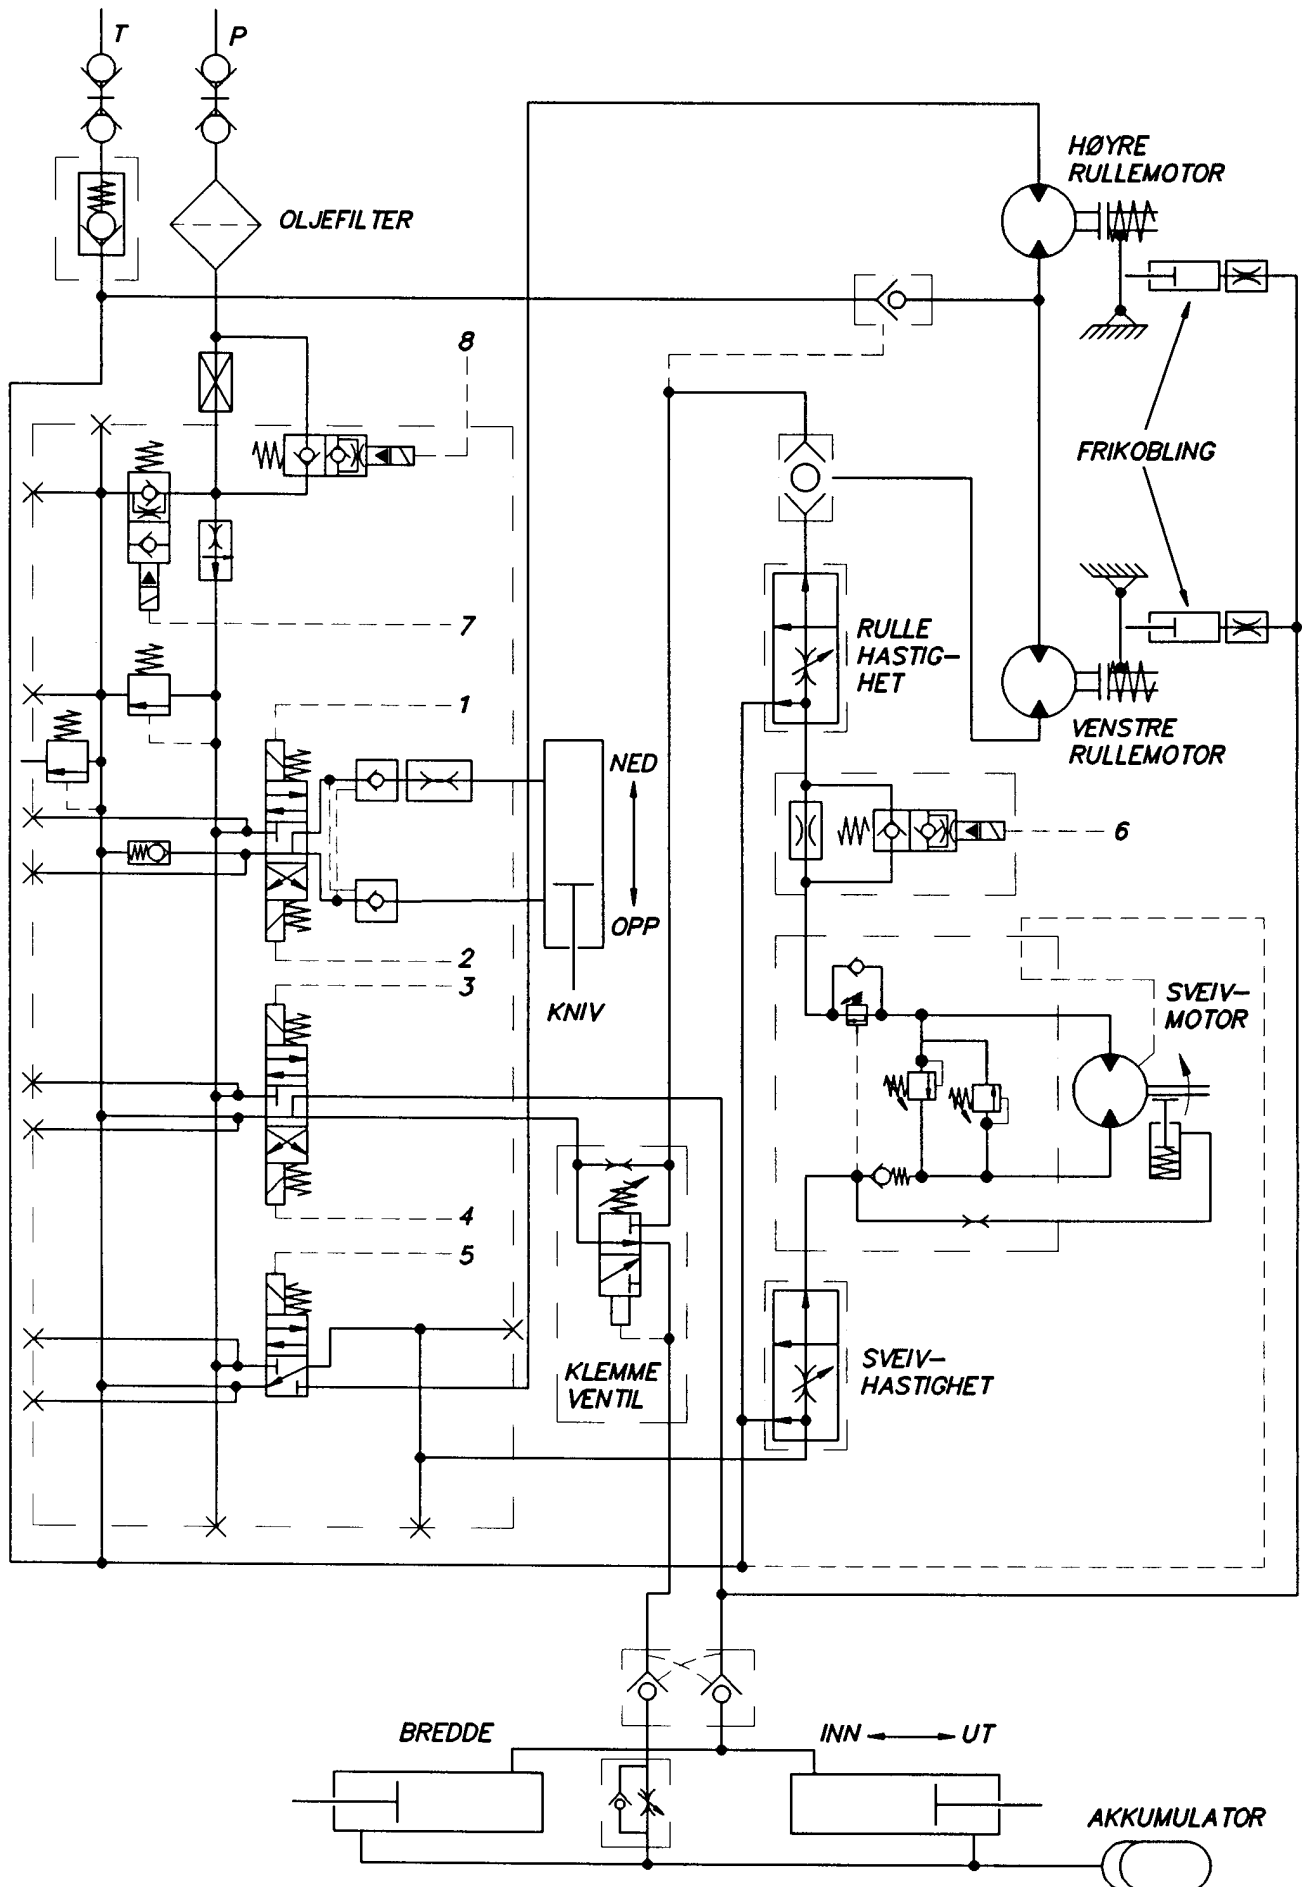 T
P
HØYRE
RULLEMOTOR
OLJEFILTER
8
FRIKOBLING
7
RULLE
HASTIG-
HET
1
NED
VENSTRE
RULLEMOTOR
6
OPP
2
3
KNIV
SVEIV-
MOTOR
4
5
KLEMME
VENTIL
SVEIV-
HASTIGHET
BREDDE
INN
UT
AKKUMULATOR